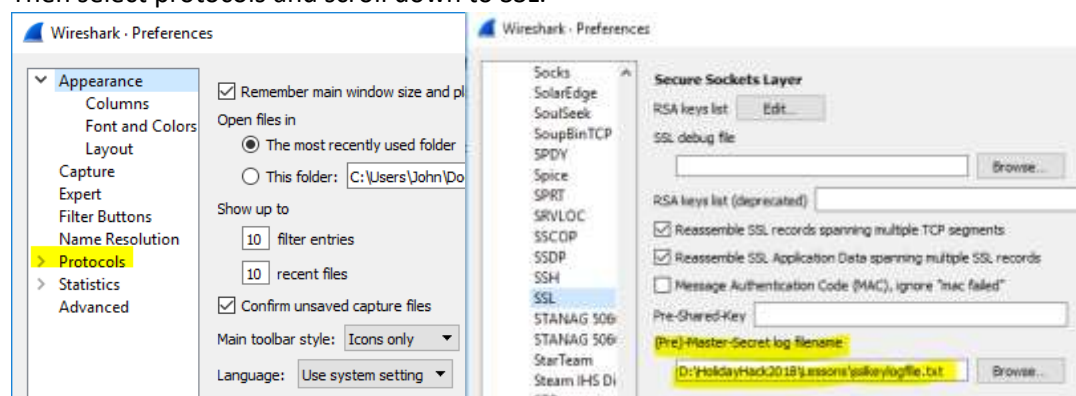 Then select protocols and scroll down to SSL.
Wireshark · Preferences
Appearance
Columns
Font and Colors
Layout
Capture
Expert
Filter Buttons
Name Resolution
Protocols
Statistics
Advanced
Remember main window size and pl
Open files in
The most recently used folder
This folder: C:\Users\John\Do
Show up to
10 filter entries
10 recent files
Confirm unsaved capture files
Main toolbar style: Icons only
Language: Use system setting
Wireshark · Preferences
Socks
SolarEdge
SoulSeek
SoupBinTCP
SPDY
Spice
SPRT
SRVLOC
SSCOP
SSDP
SSH
SSL
STANAG 506
STANAG 506
StarTeam
Steam IHS Di
Secure Sockets Layer
RSA keys list Edit...
SSL debug file
Browse...
RSA keys list (deprecated)
Reassemble SSL records spanning multiple TCP segments
Reassemble SSL Application Data spanning multiple SSL records
Message Authentication Code (MAC), ignore "mac failed"
Pre-Shared-Key
(Pre)-Master-Secret log filename
D:\HolidayHack2018\Lessons\sslkeylogfile.txt Browse...